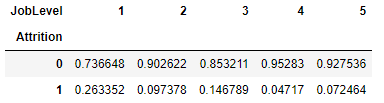 JobLevel 1 2 3 4 5
Attrition
0 0.736648 0.902622 0.853211 0.95283 0.927536
1 0.263352 0.097378 0.146789 0.04717 0.072464